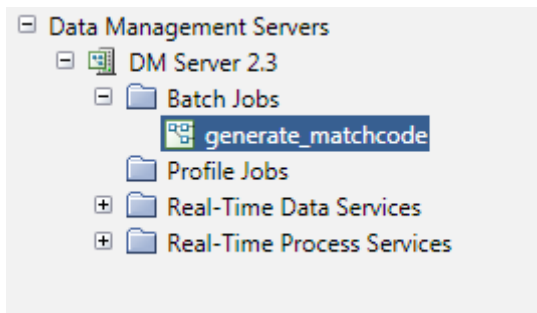 Data Management Servers
DM Server 2.3
Batch Jobs
generate_matchcode
Profile Jobs
Real-Time Data Services
Real-Time Process Services